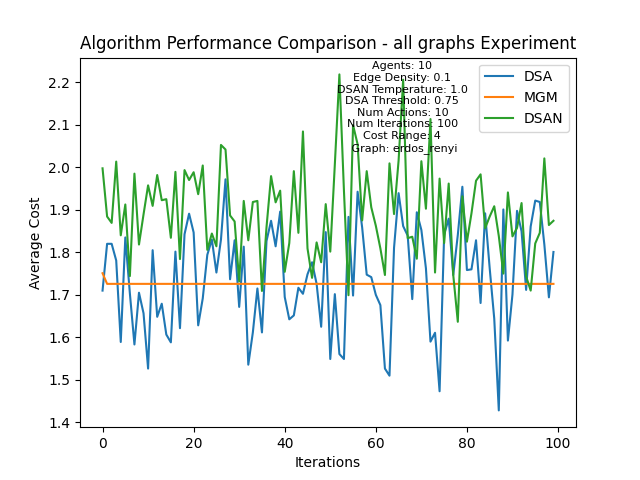 Algorithm Performance Comparison - all graphs Experiment
Agents: 10
Edge Density: 0.1
DSAN Temperature: 1.0
DSA Threshold: 0.75
Num Actions: 10
Num Iterations: 100
Cost Range: 4
Graph: erdos_renyi
DSA
MGM
DSAN
2.2
2.1
2.0
1.9
1.8
1.7
1.6
1.5
1.4
Average Cost
0
20
40
60
80
100
Iterations